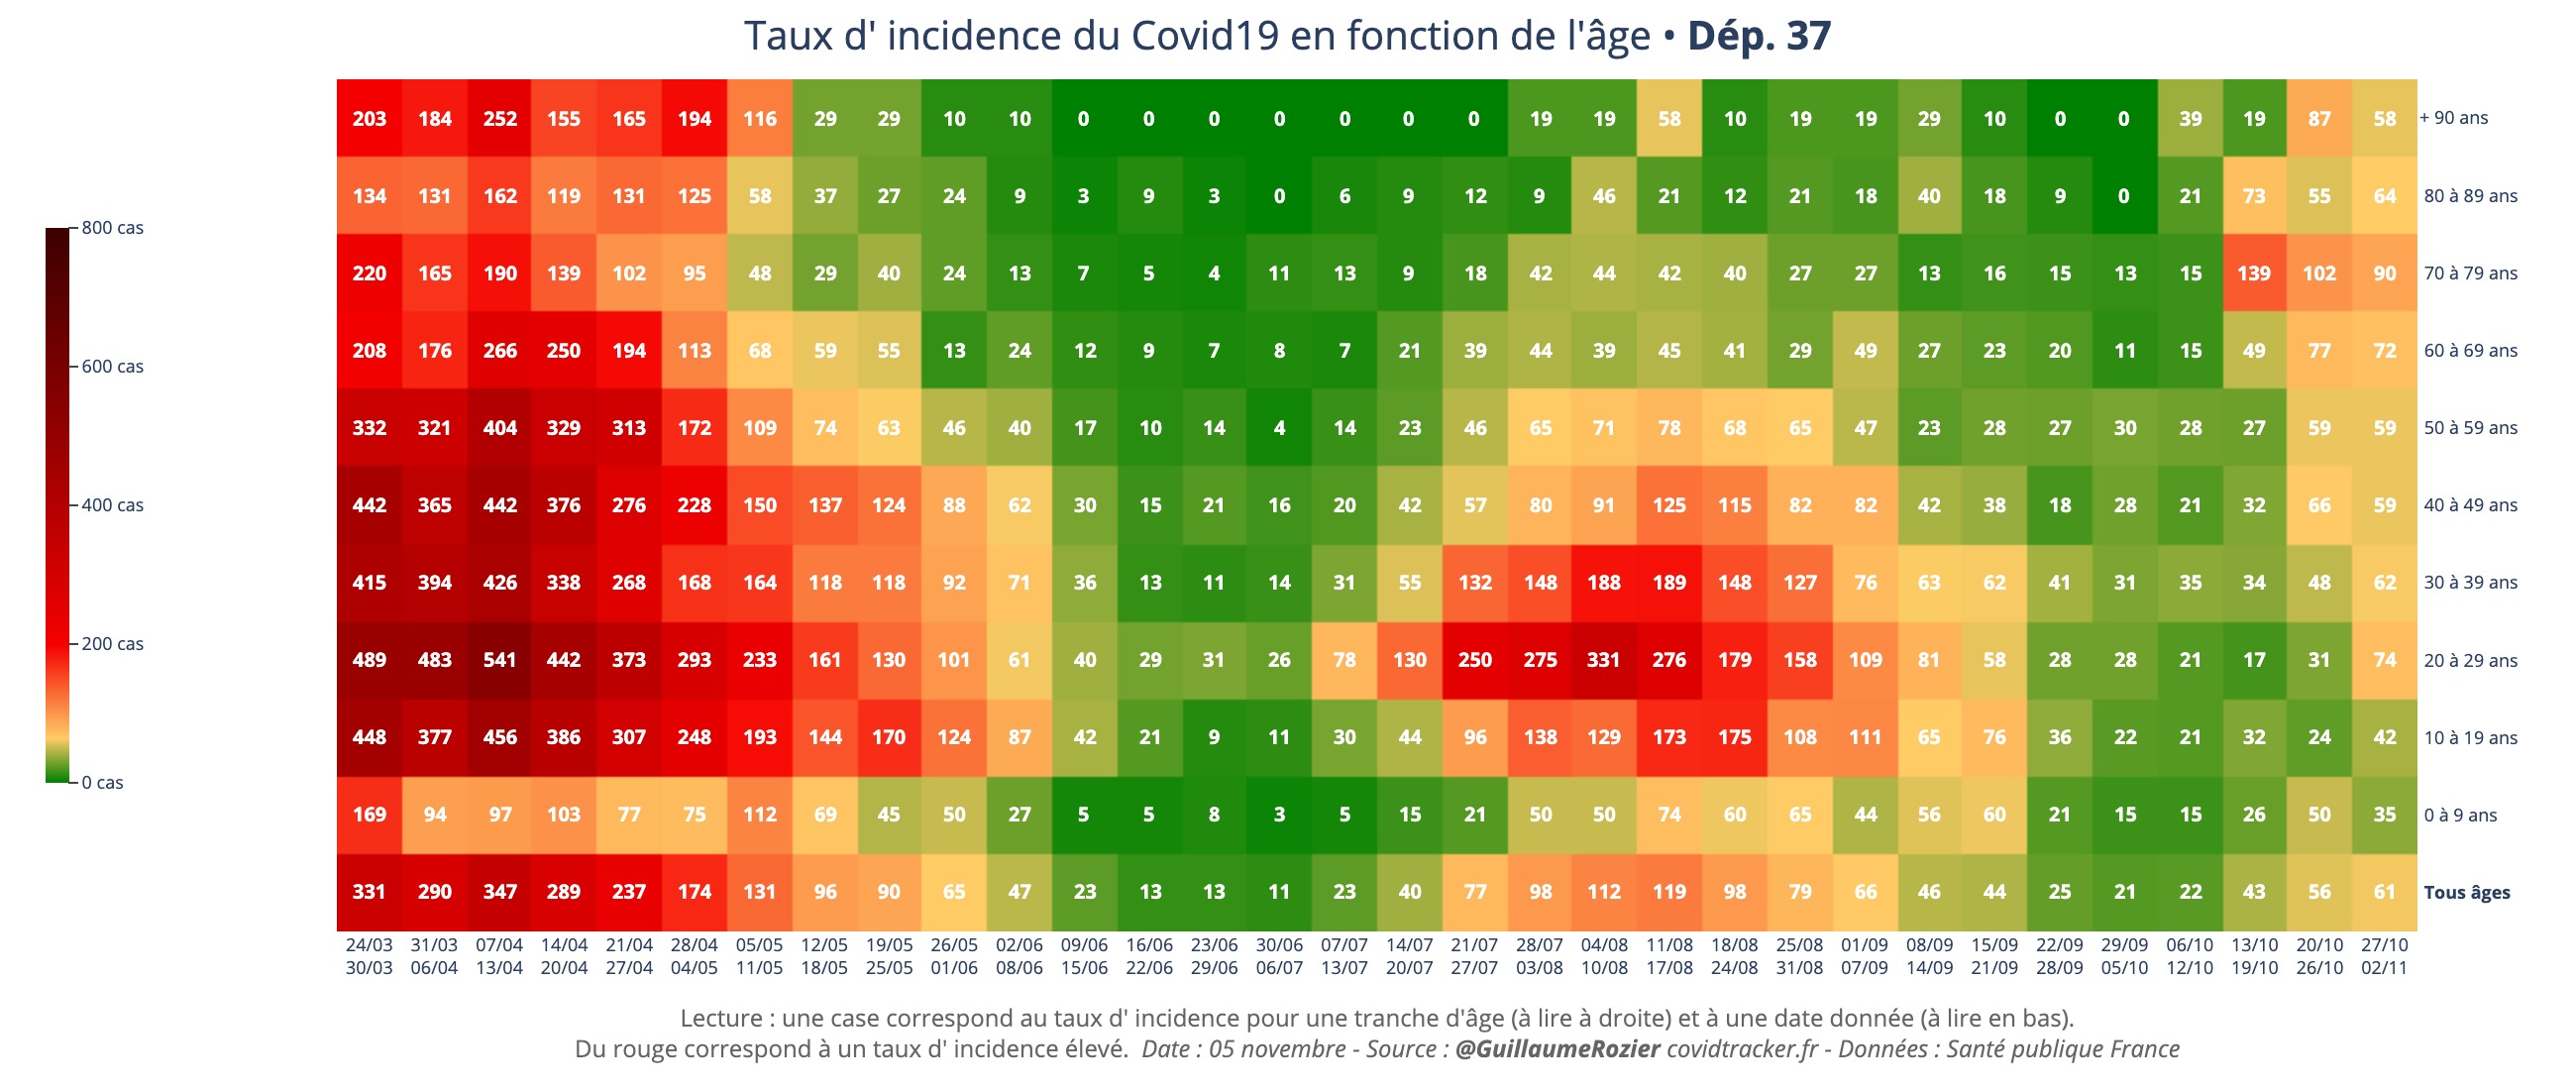 Taux d' incidence du Covid19 en fonction de l'âge • Dép. 37
800 cas
600 cas
400 cas
200 cas
0 cas
203 184 252 155 165 194 116 29 29 10 10 0 0 0 0 0 0 0 19 19 58 10 19 19 29 10 0 0 39 19 87 58 + 90 ans
134 131 162 119 131 125 58 37 27 24 9 3 9 3 0 6 9 12 9 46 21 12 21 18 40 18 9 0 21 73 55 64 80 à 89 ans
220 165 190 139 102 95 48 29 40 24 13 7 5 4 11 13 9 18 42 44 42 40 27 27 13 16 15 13 15 139 102 90 70 à 79 ans
208 176 266 250 194 113 68 59 55 13 24 12 9 7 8 7 21 39 44 39 45 41 29 49 27 23 20 11 15 49 77 72 60 à 69 ans
332 321 404 329 313 172 109 74 63 46 40 17 10 14 4 14 23 46 65 71 78 68 65 47 23 28 27 30 28 27 59 59 50 à 59 ans
442 365 442 376 276 228 150 137 124 88 62 30 15 21 16 20 42 57 80 91 125 115 82 82 42 38 18 28 21 32 66 59 40 à 49 ans
415 394 426 338 268 168 164 118 118 92 71 36 13 11 14 31 55 132 148 188 189 148 127 76 63 62 41 31 35 34 48 62 30 à 39 ans
489 483 541 442 373 293 233 161 130 101 61 40 29 31 26 78 130 250 275 331 276 179 158 109 81 58 28 28 21 17 31 74 20 à 29 ans
448 377 456 386 307 248 193 144 170 124 87 42 21 9 11 30 44 96 138 129 173 175 108 111 65 76 36 22 21 32 24 42 10 à 19 ans
169 94 97 103 77 75 112 69 45 50 27 5 5 8 3 5 15 21 50 50 74 60 65 44 56 60 21 15 15 26 50 35 0 à 9 ans
331 290 347 289 237 174 131 96 90 65 47 23 13 13 11 23 40 77 98 112 119 98 79 66 46 44 25 21 22 43 56 61 Tous âges
24/03 31/03 07/04 14/04 21/04 28/04 05/05 12/05 19/05 26/05 02/06 09/06 16/06 23/06 30/06 07/07 14/07 21/07 28/07 04/08 11/08 18/08 25/08 01/09 08/09 15/09 22/09 29/09 06/10 13/10 20/10 27/10
30/03 06/04 13/04 20/04 27/04 04/05 11/05 18/05 25/05 01/06 08/06 15/06 22/06 29/06 06/07 13/07 20/07 27/07 03/08 10/08 17/08 24/08 31/08 07/09 14/09 21/09 28/09 05/10 12/10 19/10 26/10 02/11
Lecture : une case correspond au taux d' incidence pour une tranche d'âge (à lire à droite) et à une date donnée (à lire en bas).
Du rouge correspond à un taux d' incidence élevé. Date : 05 novembre - Source : @GuillaumeRozier covidtracker.fr - Données : Santé publique France